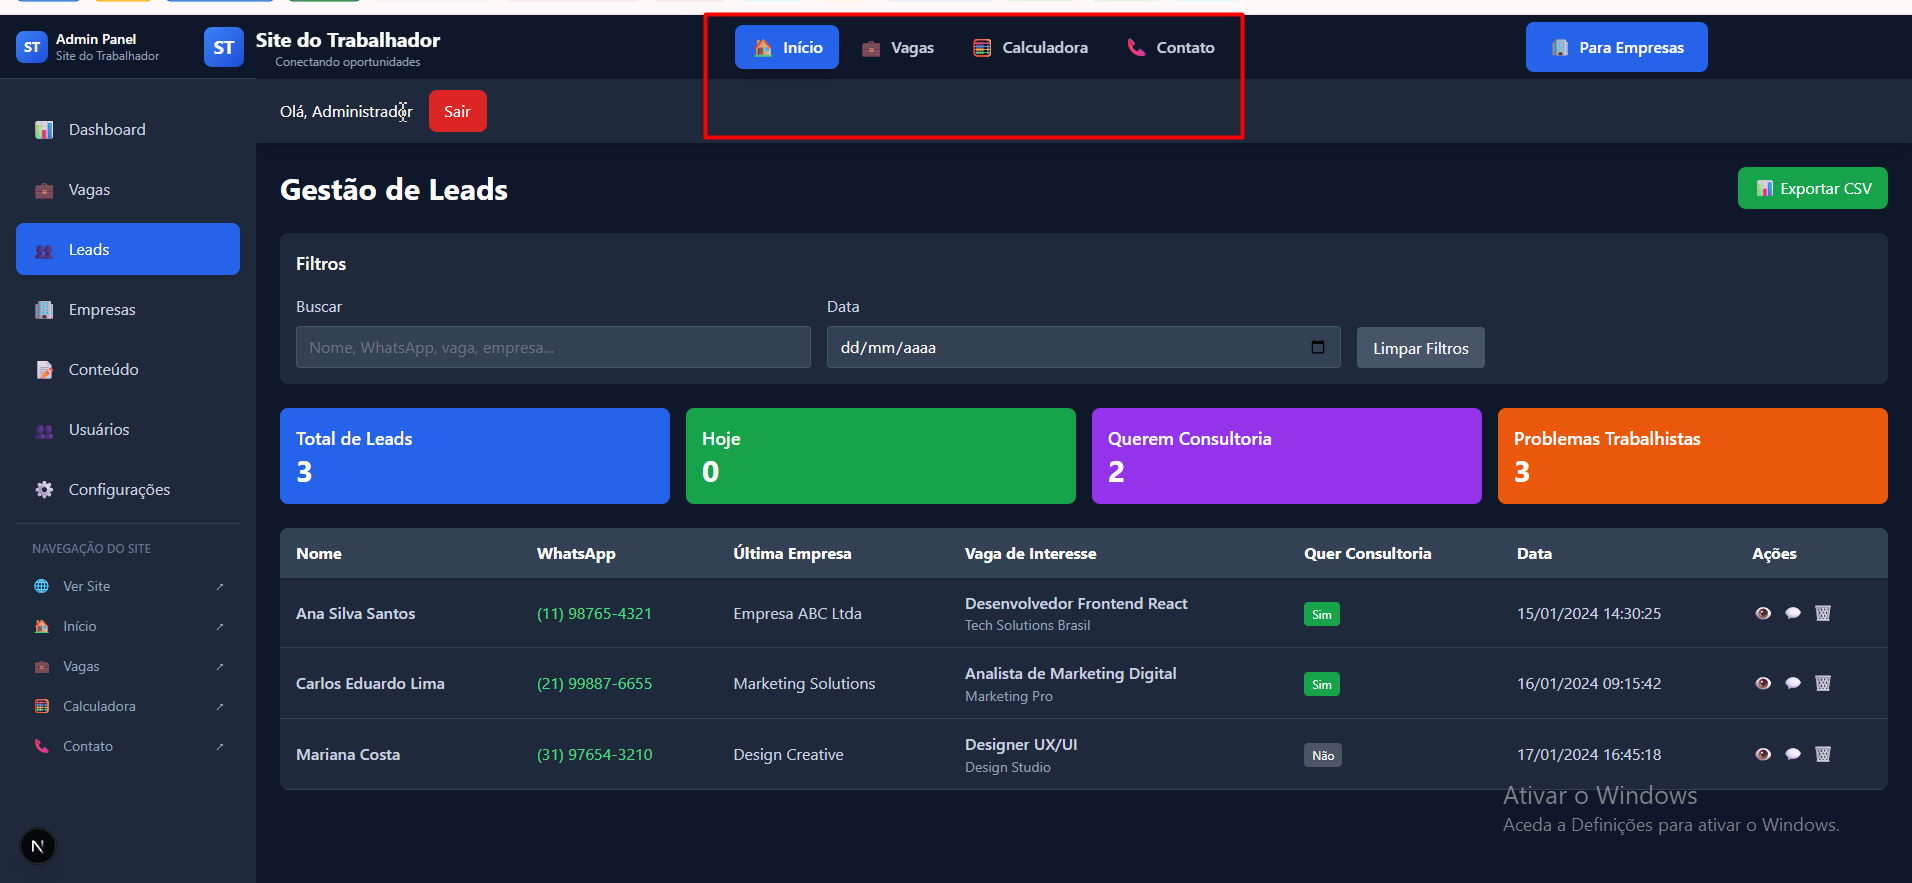 ST Admin Panel
Site do Trabalhador
ST Site do Trabalhador
Conectando oportunidades
Início Vagas Calculadora Contato
Para Empresas
Olá, Administrador Sair
Dashboard
Vagas
Leads
Empresas
Conteúdo
Usuários
Configurações
NAVEGAÇÃO DO SITE
Ver Site
Início
Vagas
Calculadora
Contato
N
Gestão de Leads
Exportar CSV
Filtros
Buscar Data
Nome, WhatsApp, vaga, empresa... dd/mm/aaaa Limpar Filtros
Total de Leads
3
Hoje
0
Querem Consultoria
2
Problemas Trabalhistas
3
Nome WhatsApp Última Empresa Vaga de Interesse Quer Consultoria Data Ações
Ana Silva Santos (11) 98765-4321 Empresa ABC Ltda Desenvolvedor Frontend React Sim 15/01/2024 14:30:25
Tech Solutions Brasil
Carlos Eduardo Lima (21) 99887-6655 Marketing Solutions Analista de Marketing Digital Sim 16/01/2024 09:15:42
Marketing Pro
Mariana Costa (31) 97654-3210 Design Creative Designer UX/UI Não 17/01/2024 16:45:18
Design Studio
Ativar o Windows
Aceda a Definições para ativar o Windows.